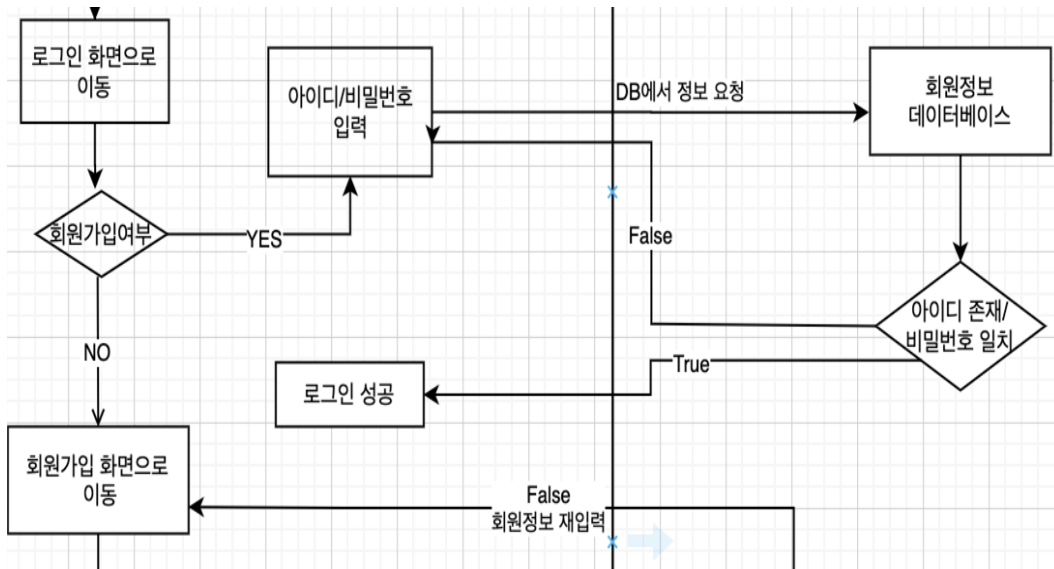 로그인 화면으로
이동
아이디/비밀번호
입력
DB에서 정보 요청
회원정보
데이터베이스
회원가입여부
YES
False
아이디 존재/
비밀번호 일치
NO
True
로그인 성공
회원가입 화면으로
이동
False
회원정보 재입력